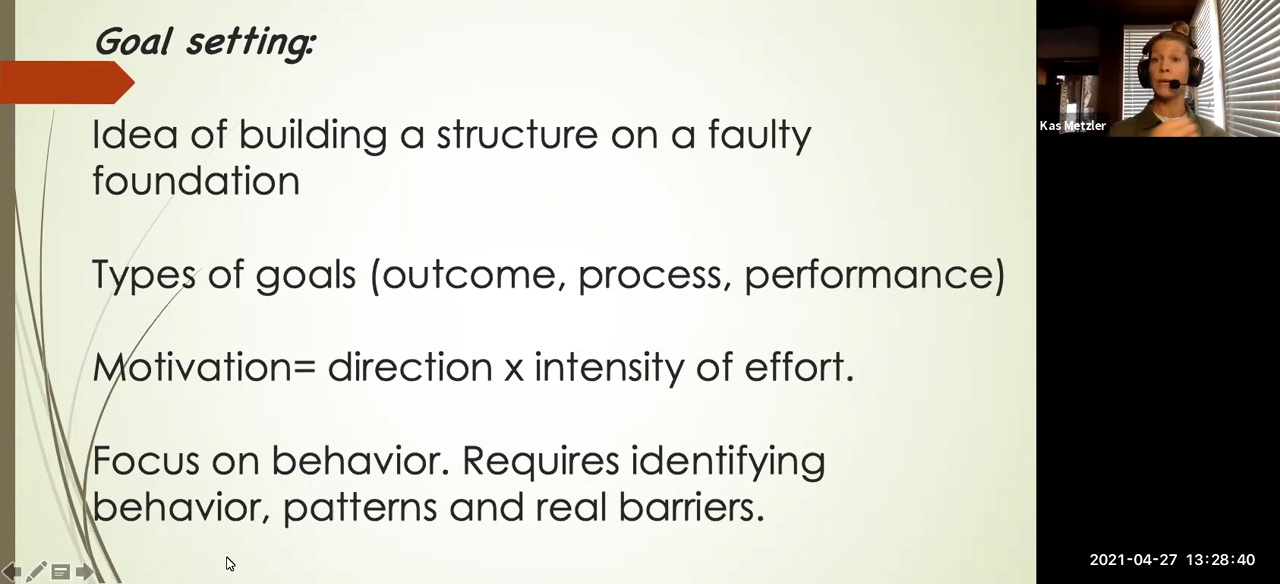 Goal setting:
Idea of building a structure on a faulty
foundation
Types of goals (outcome, process, performance)
Motivation= direction x intensity of effort.
Focus on behavior. Requires identifying
behavior, patterns and real barriers.
Kas Metzler
2021-04-27 13:28:40